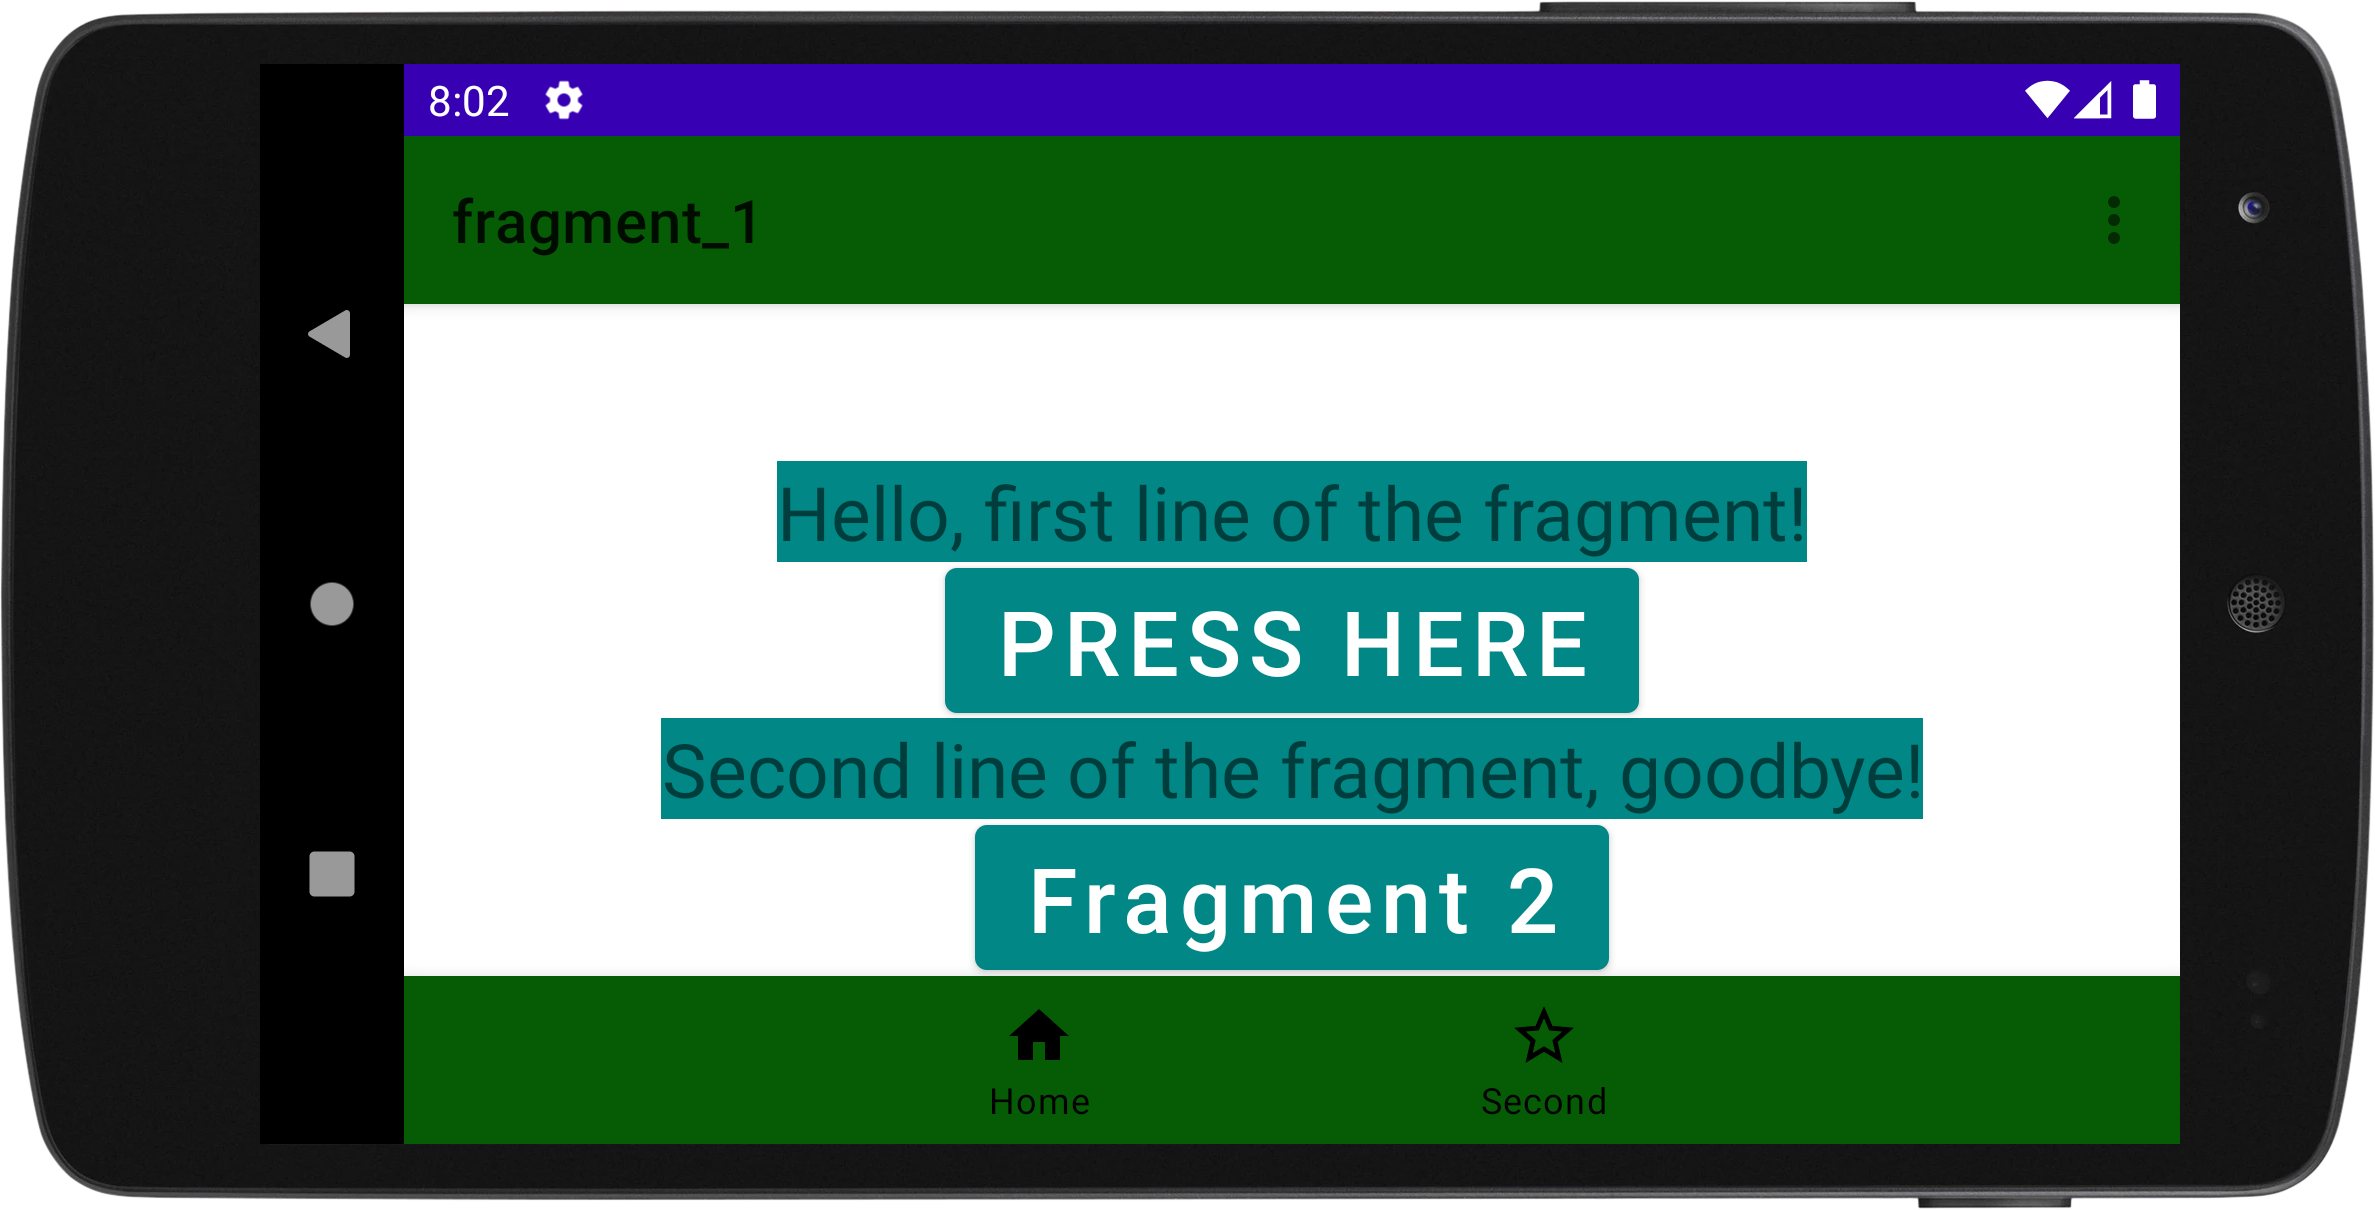 8:02
fragment_1
Hello, first line of the fragment!
PRESS HERE
Second line of the fragment, goodbye!
Fragment 2
Home
Second